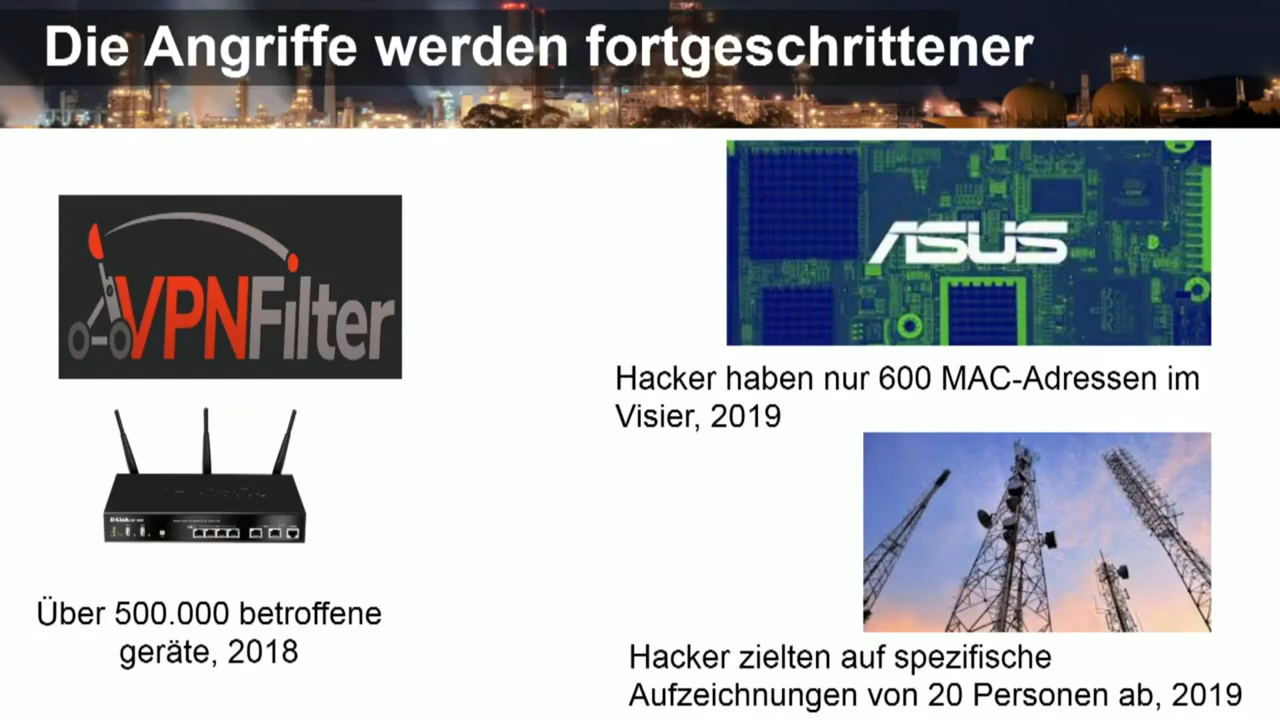 Die Angriffe werden fortgeschrittener
VPNFilter
ASUS
Hacker haben nur 600 MAC-Adressen im
Visier, 2019
D-Link
Über 500.000 betroffene
geräte, 2018
Hacker zielten auf spezifische
Aufzeichnungen von 20 Personen ab, 2019